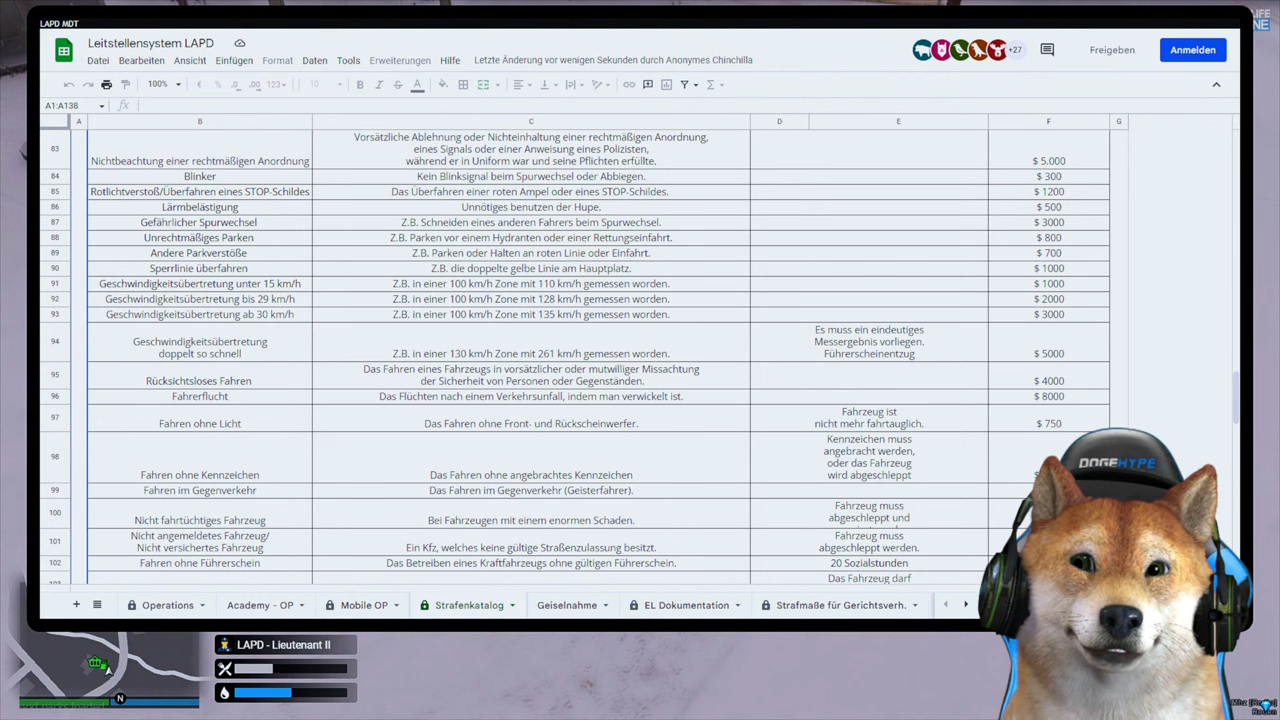 LAPD MDT
LIFE
Leitstellensystem LAPD
Datei Bearbeiten Ansicht Einfügen Format Daten Tools Erweiterungen Hilfe Letzte Änderung vor wenigen Sekunden durch Anonymes Chinchilla
+27 Freigeben Anmelden
100% € % .0 .00 123 10 B I S A
A1:A138 fx
A B C D E F G
83 Nichtbeachtung einer rechtmäßigen Anordnung
Vorsätzliche Ablehnung oder Nichteinhaltung einer rechtmäßigen Anordnung,
eines Signals oder einer Anweisung eines Polizisten,
während er in Uniform war und seine Pflichten erfüllte.
$ 5.000
84 Blinker Kein Blinksignal beim Spurwechsel oder Abbiegen. $ 300
85 Rotlichtverstoß/Überfahren eines STOP-Schildes Das Überfahren einer roten Ampel oder eines STOP-Schildes. $ 1200
86 Lärmbelästigung Unnötiges benutzen der Hupe. $ 500
87 Gefährlicher Spurwechsel Z.B. Schneiden eines anderen Fahrers beim Spurwechsel. $ 3000
88 Unrechtmäßiges Parken Z.B. Parken vor einem Hydranten oder einer Rettungseinfahrt. $ 800
89 Andere Parkverstöße Z.B. Parken oder Halten an roten Linie oder Einfahrt. $ 700
90 Sperrlinie überfahren Z.B. die doppelte gelbe Linie am Hauptplatz. $ 1000
91 Geschwindigkeitsübertretung unter 15 km/h Z.B. in einer 100 km/h Zone mit 110 km/h gemessen worden. $ 1000
92 Geschwindigkeitsübertretung bis 29 km/h Z.B. in einer 100 km/h Zone mit 128 km/h gemessen worden. $ 2000
93 Geschwindigkeitsübertretung ab 30 km/h Z.B. in einer 100 km/h Zone mit 135 km/h gemessen worden. $ 3000
94 Geschwindigkeitsübertretung
doppelt so schnell
Z.B. in einer 130 km/h Zone mit 261 km/h gemessen worden.
Es muss ein eindeutiges
Messergebnis vorliegen.
Führerscheinentzug
$ 5000
95 Rücksichtsloses Fahren
Das Fahren eines Fahrzeugs in vorsätzlicher oder mutwilliger Missachtung
der Sicherheit von Personen oder Gegenständen.
$ 4000
96 Fahrerflucht Das Flüchten nach einem Verkehrsunfall, indem man verwickelt ist. $ 8000
97 Fahren ohne Licht Das Fahren ohne Front- und Rückscheinwerfer.
Fahrzeug ist
nicht mehr fahrtauglich.
$ 750
98 Fahren ohne Kennzeichen Das Fahren ohne angebrachtes Kennzeichen
Kennzeichen muss
angebracht werden,
oder das Fahrzeug
wird abgeschleppt
99 Fahren im Gegenverkehr Das Fahren im Gegenverkehr (Geisterfahrer).
100 Nicht fahrtüchtiges Fahrzeug Bei Fahrzeugen mit einem enormen Schaden.
Fahrzeug muss
abgeschleppt und
101 Nicht angemeldetes Fahrzeug/
Nicht versichertes Fahrzeug
Ein Kfz, welches keine gültige Straßenzulassung besitzt.
Fahrzeug muss
abgeschleppt werden.
102 Fahren ohne Führerschein Das Betreiben eines Kraftfahrzeugs ohne gültigen Führerschein. 20 Sozialstunden
Das Fahrzeug darf
Operations Academy - OP Mobile OP Strafenkatalog Geiselnahme EL Dokumentation Strafmaße für Gerichtsverh.
LAPD - Lieutenant II
N
DOGEHYPE